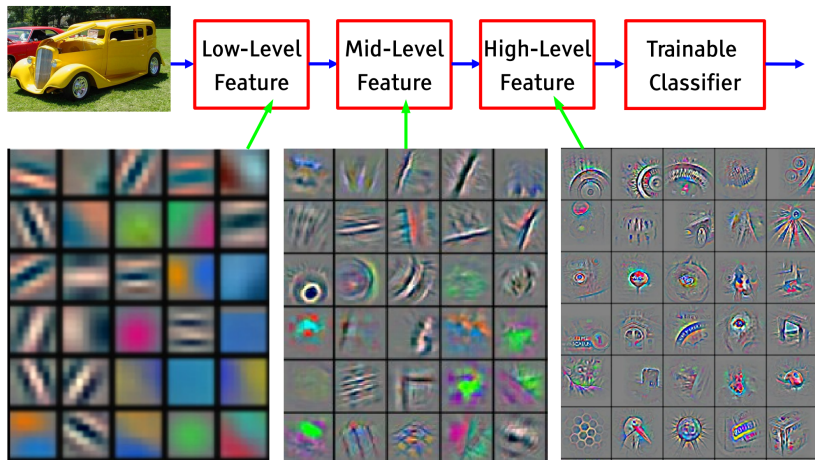 Low-Level
Feature
Mid-Level
Feature
High-Level
Feature
Trainable
Classifier